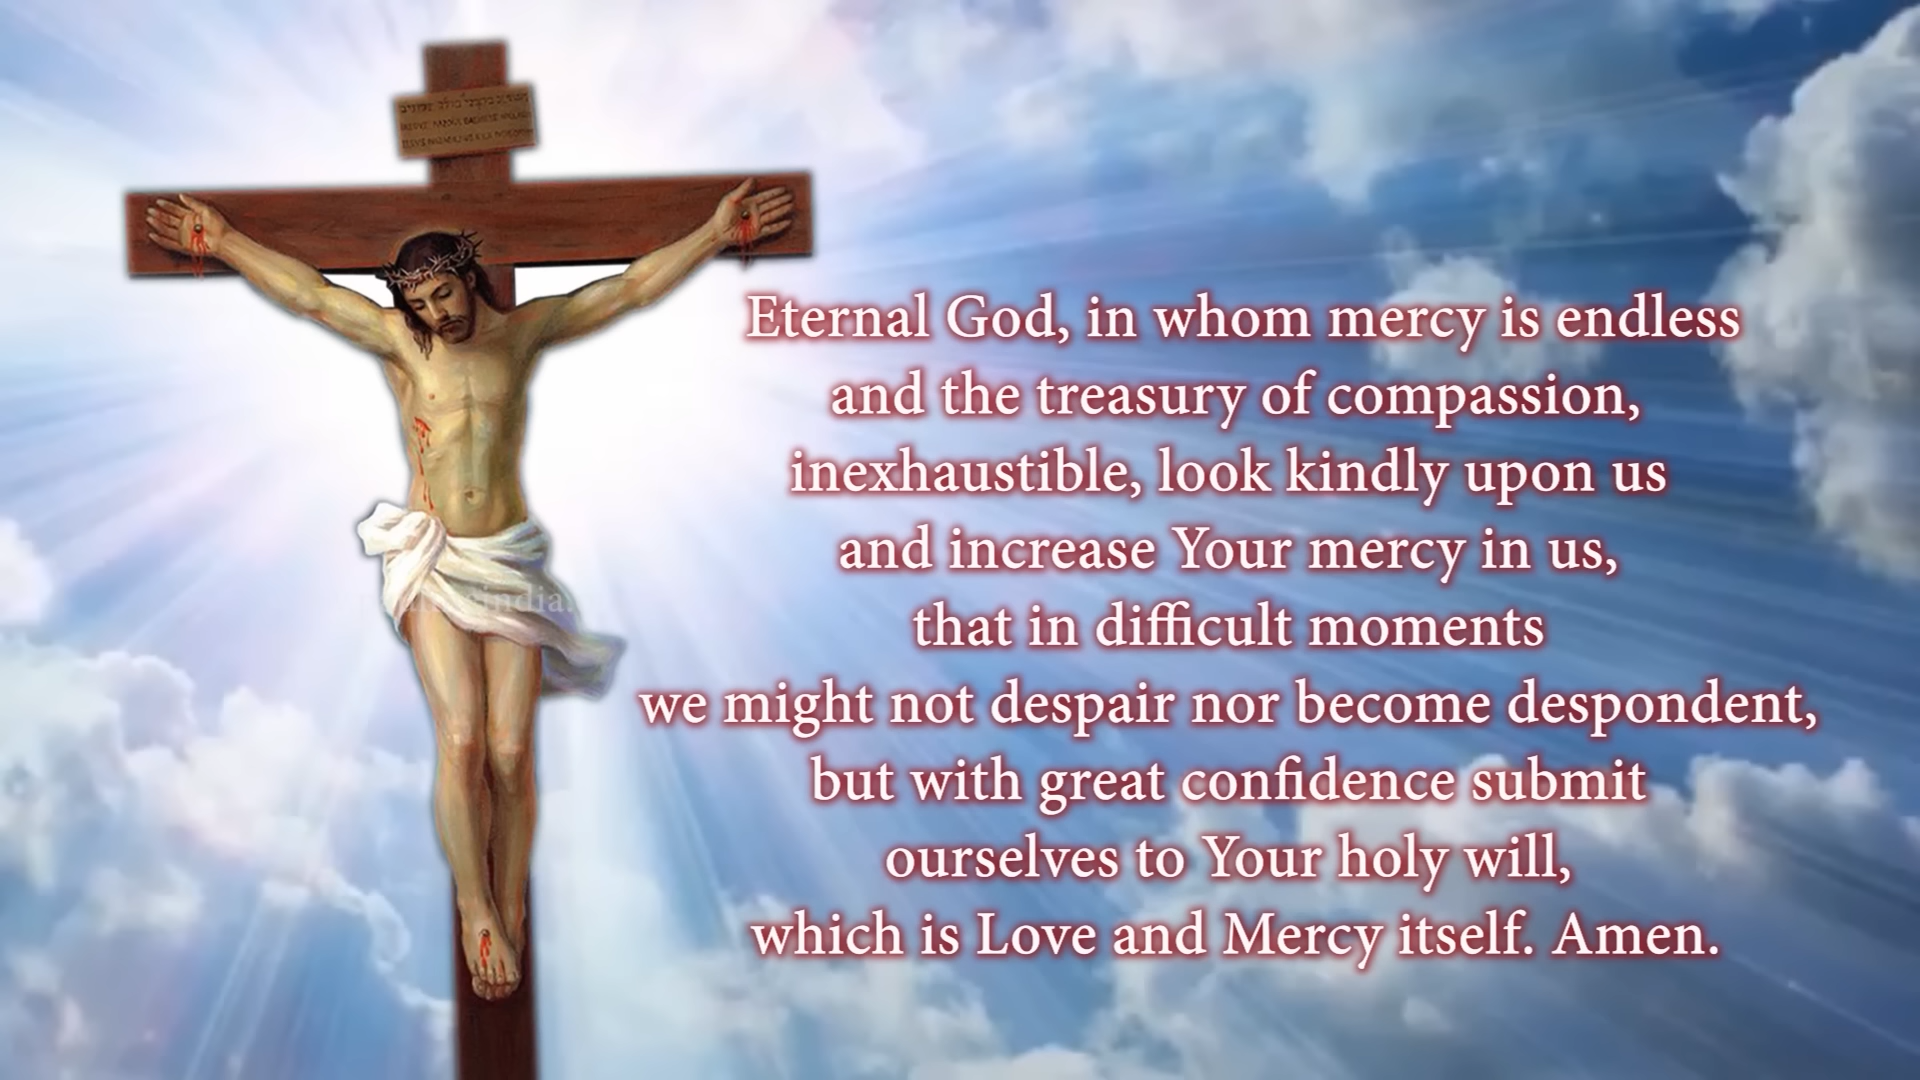 Eternal God, in whom mercy is endless
and the treasury of compassion,
inexhaustible, look kindly upon us
and increase Your mercy in us,
that in difficult moments
we might not despair nor become despondent,
but with great confidence submit
ourselves to Your holy will,
which is Love and Mercy itself. Amen.